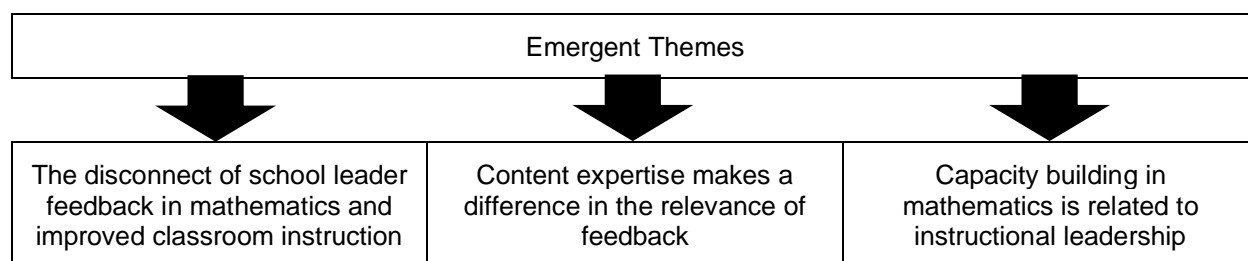 Emergent Themes
The disconnect of school leader
feedback in mathematics and
improved classroom instruction
Content expertise makes a
difference in the relevance of
feedback
Capacity building in
mathematics is related to
instructional leadership